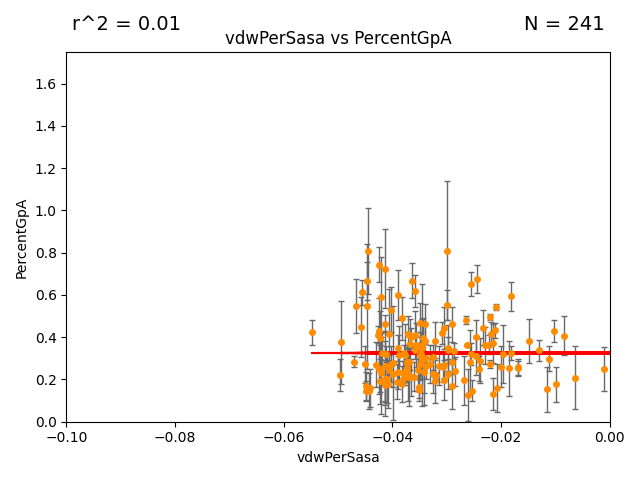 r^2 = 0.01
N = 241
vdwPerSasa vs PercentGpA
PercentGpA
1.6
1.4
1.2
1.0
0.8
0.6
0.4
0.2
0.0
−0.10 −0.08 −0.06 −0.04 −0.02 0.00
vdwPerSasa